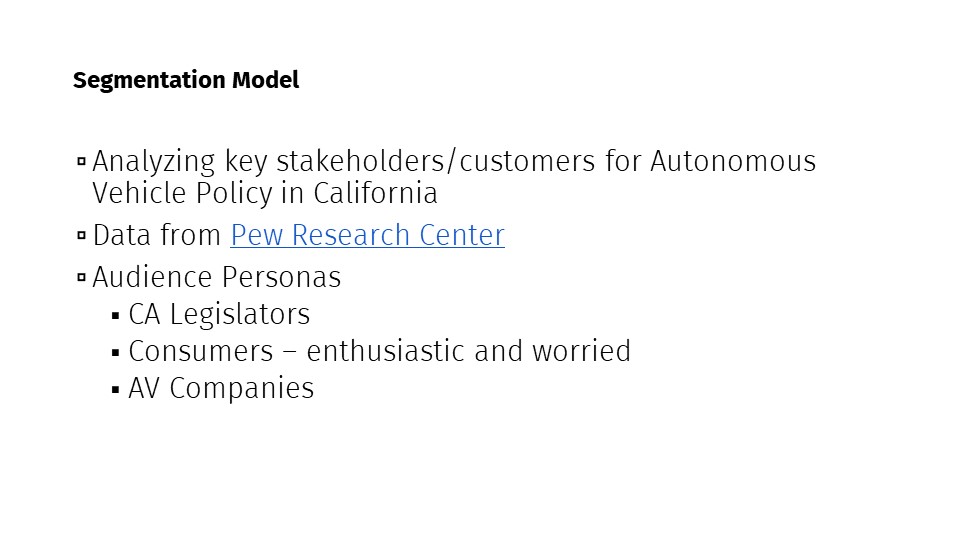 Segmentation Model
▫Analyzing key stakeholders/customers for Autonomous
Vehicle Policy in California
▫Data from Pew Research Center
▫Audience Personas
▪ CA Legislators
▪ Consumers – enthusiastic and worried
▪ AV Companies